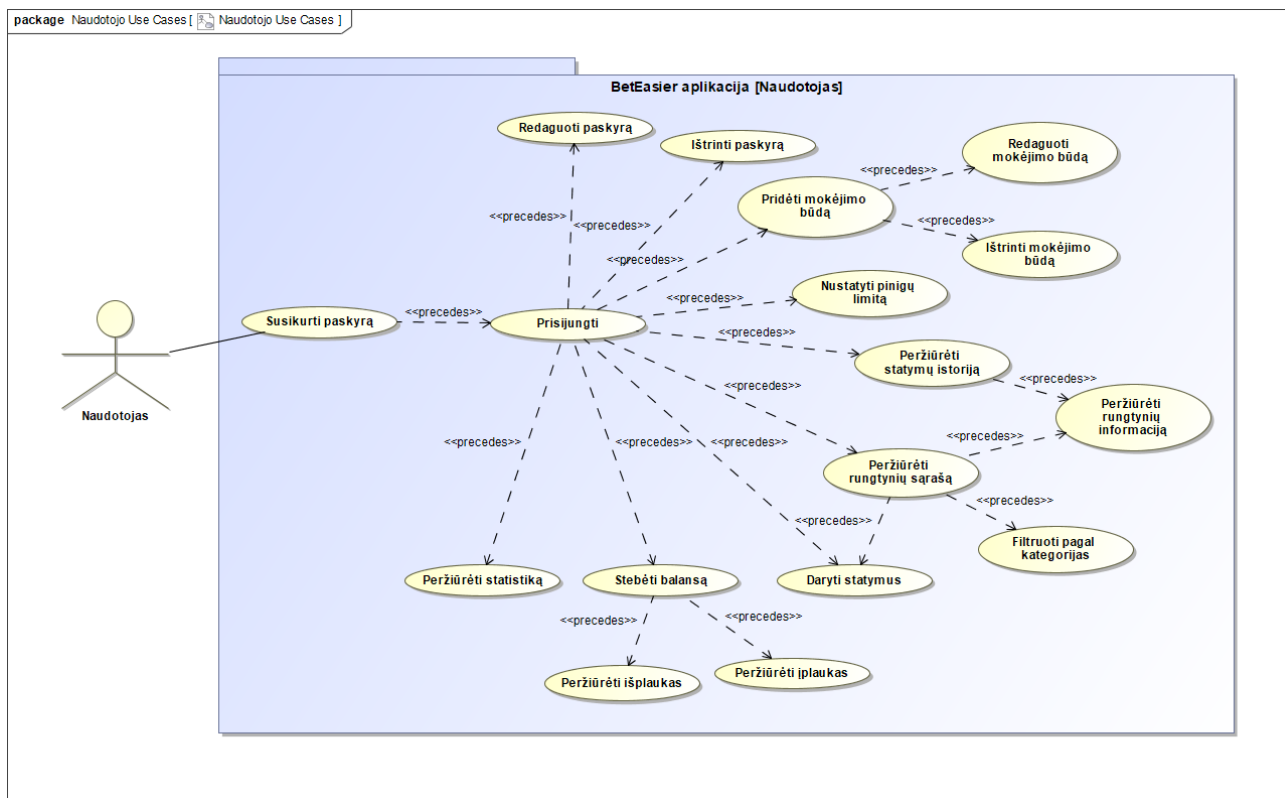 package Naudotojo Use Cases [ Naudotojo Use Cases ]
BetEasier aplikacija [Naudotojas]
Redaguoti paskyrą
Ištrinti paskyrą
Redaguoti
mokėjimo būdą
<<precedes>>
Pridėti mokėjimo
būdą
<<precedes>>
<<precedes>>
<<precedes>>
Ištrinti mokėjimo
būdą
<<precedes>>
<<precedes>>
Nustatyti pinigų
limitą
Susikurti paskyrą
<<precedes>>
Prisijungti
<<precedes>>
Peržiūrėti
statymų istoriją
<<precedes>>
<<precedes>>
Naudotojas
Peržiūrėti
rungtynių
informaciją
<<precedes>>
<<precedes>>
<<precedes>>
<<precedes>>
Peržiūrėti
rungtynių sąrašą
<<precedes>>
<<precedes>>
Filtruoti pagal
kategorijas
Peržiūrėti statistiką
Stebėti balansą
Daryti statymus
<<precedes>>
<<precedes>>
Peržiūrėti išplaukas
Peržiūrėti įplaukas